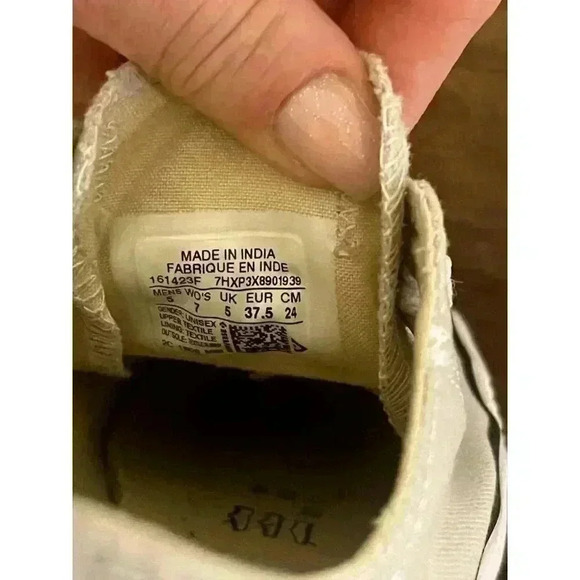 MADE IN INDIA
FABRIQUE EN INDE
161423F 7HXP3X8901939
MENS WO'S UK EUR CM
5 7 5 37.5 24
GENDER: UNISEX
UPPER: TEXTILE
LINING: TEXTILE